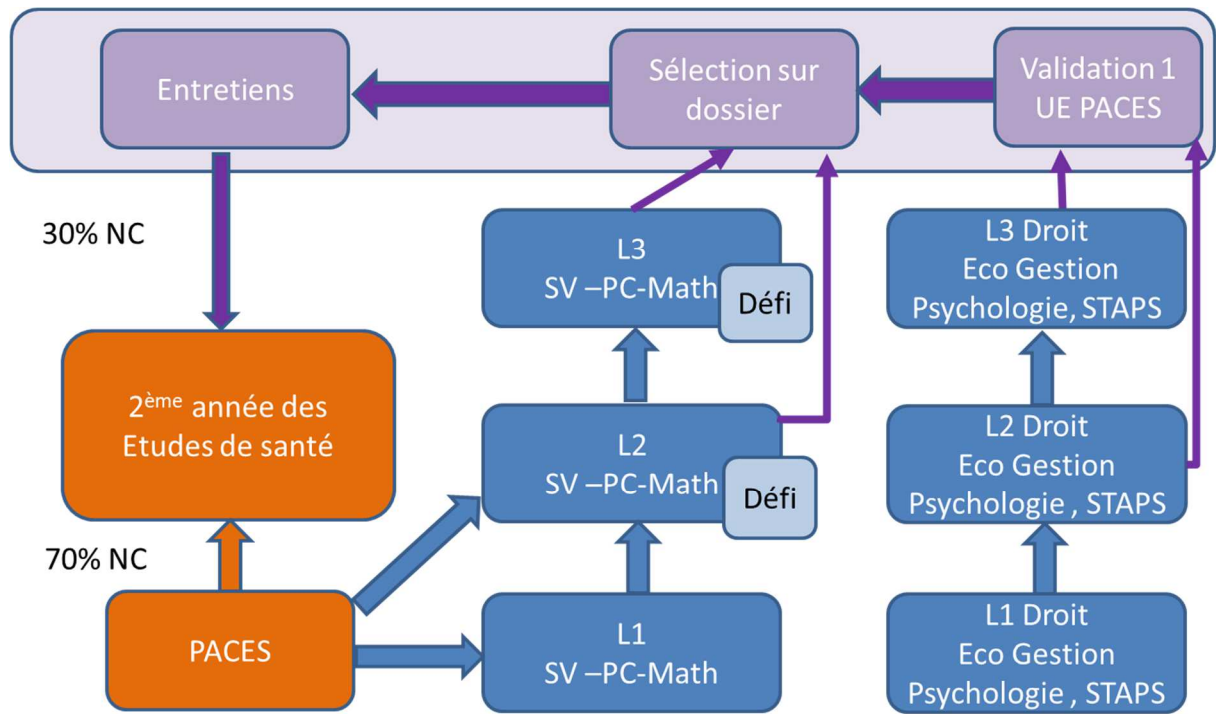 Entretiens
Sélection sur
dossier
Validation 1
UE PACES
30% NC
L3
SV –PC-Math
Défi
L3 Droit
Eco Gestion
Psychologie, STAPS
2ème année des
Etudes de santé
L2
SV –PC-Math
Défi
L2 Droit
Eco Gestion
Psychologie , STAPS
70% NC
PACES
L1
SV –PC-Math
L1 Droit
Eco Gestion
Psychologie , STAPS